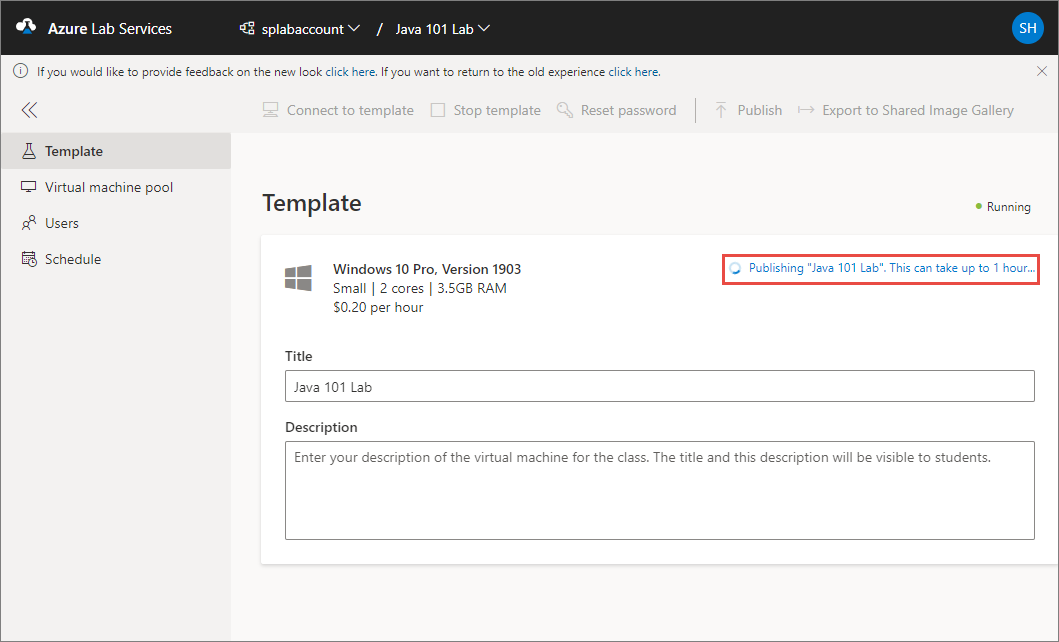 Azure Lab Services
splabaccount / Java 101 Lab
SH
If you would like to provide feedback on the new look click here. If you want to return to the old experience click here.
Connect to template Stop template Reset password Publish Export to Shared Image Gallery
Template
Virtual machine pool
Users
Schedule
Template
Running
Windows 10 Pro, Version 1903
Small | 2 cores | 3.5GB RAM
$0.20 per hour
Publishing "Java 101 Lab". This can take up to 1 hour...
Title
Java 101 Lab
Description
Enter your description of the virtual machine for the class. The title and this description will be visible to students.